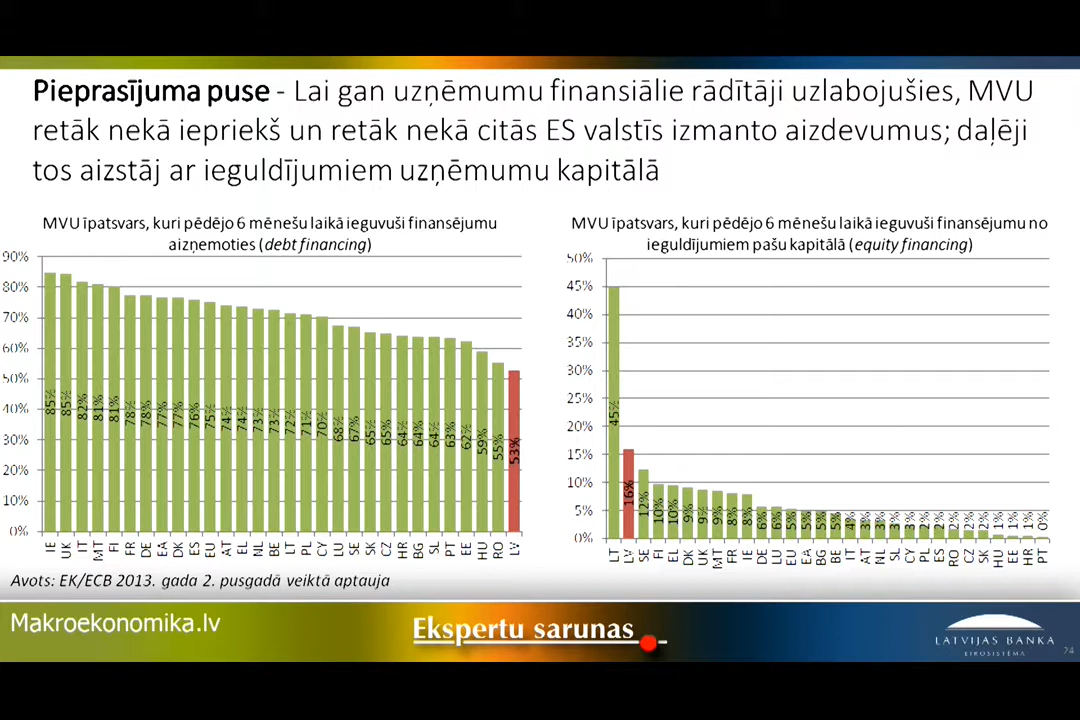 Pieprasījuma puse - Lai gan uzņēmumu finansiālie rādītāji uzlabojušies, MVU
retāk nekā iepriekš un retāk nekā citās ES valstīs izmanto aizdevumus; daļēji
tos aizstāj ar ieguldījumiem uzņēmumu kapitālā
MVU īpatsvars, kuri pēdējo 6 mēnešu laikā ieguvuši finansējumu
aizņemoties (debt financing)
90%
80%
70%
60%
50%
40%
30%
20%
10%
0%
85% 85% 82% 81% 81% 78% 78% 77% 77% 76% 75% 74% 74% 73% 73% 72% 71% 70% 68% 67% 65% 65% 64% 64% 64% 63% 62% 59% 55% 53%
IE UK IT MT FI FR DE EA DK ES EU AT EL NL BE LT PL CY LU SE SK CZ HR BG SL PT EE HU RO LV
MVU īpatsvars, kuri pēdējo 6 mēnešu laikā ieguvuši finansējumu no
ieguldījumiem pašu kapitālā (equity financing)
50%
45%
40%
35%
30%
25%
20%
15%
10%
5%
0%
45% 16% 12% 10% 10% 9% 9% 9% 8% 8% 6% 6% 5% 5% 5% 5% 4% 3% 3% 3% 3% 2% 2% 2% 2% 2% 1% 1% 1% 0%
LT LV SE FI EL DK UK MT FR IE DE LU EU EA BG BE IT AT NL SL CY PL ES RO CZ SK HU EE HR PT
Avots: EK/ECB 2013. gada 2. pusgadā veiktā aptauja
Makroekonomika.lv
Ekspertu sarunas
LATVIJAS BANKA
EIROSISTĒMA
24